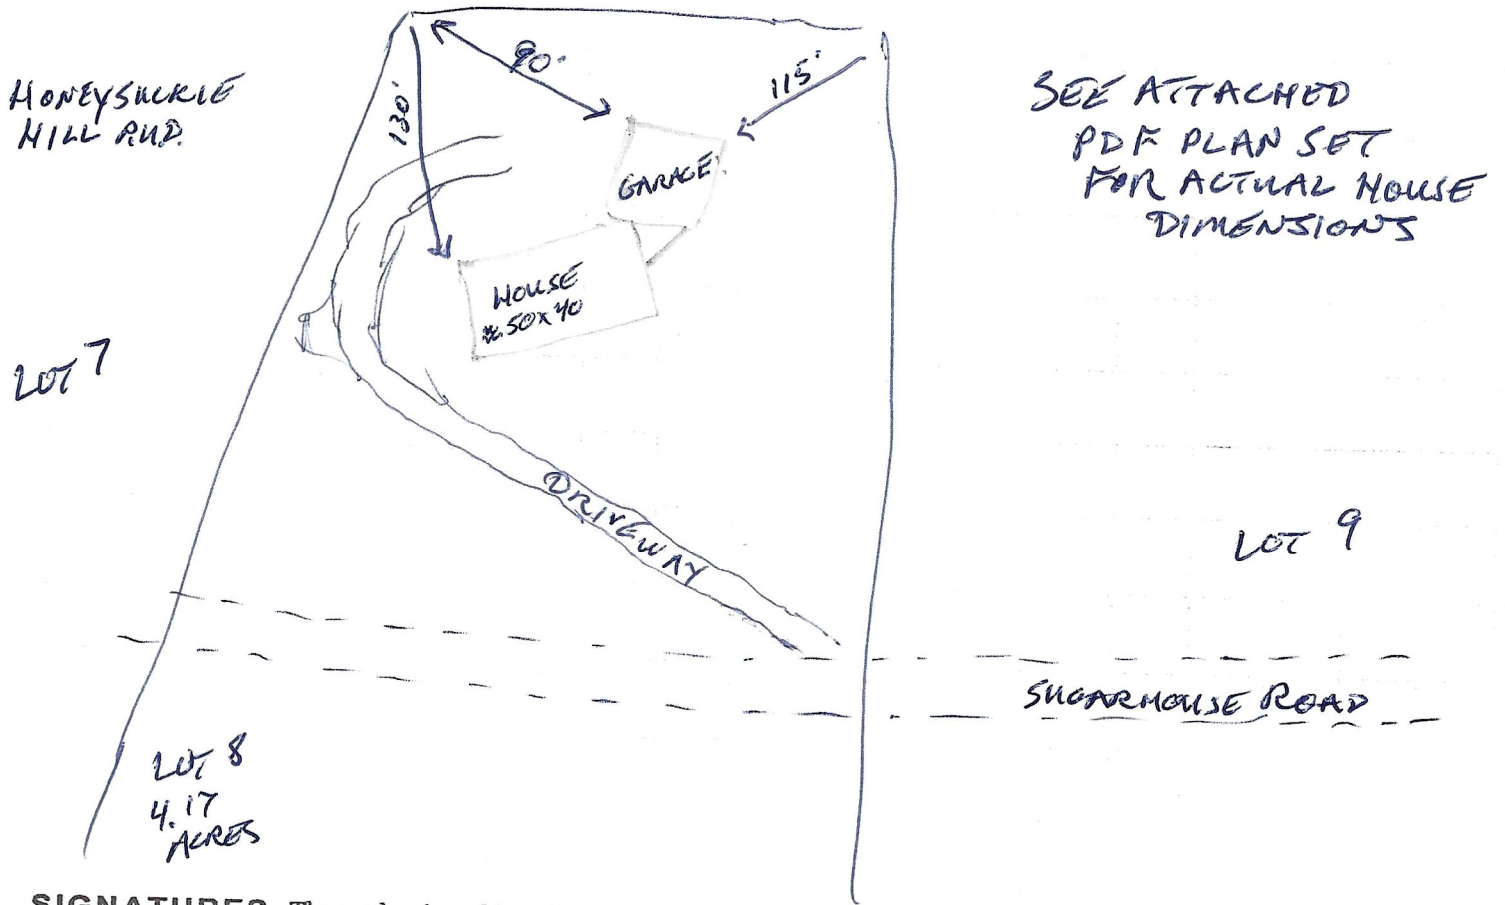 HONEYSUCKLE
HILL PUD.
90'
115'
130'
SEE ATTACHED
PDF PLAN SET
FOR ACTUAL HOUSE
DIMENSIONS
GARAGE
HOUSE
≈ 50x40
LOT 7
DRIVEWAY
LOT 9
SUGARHOUSE ROAD
LOT 8
4.17
ACRES
SIGNATURES